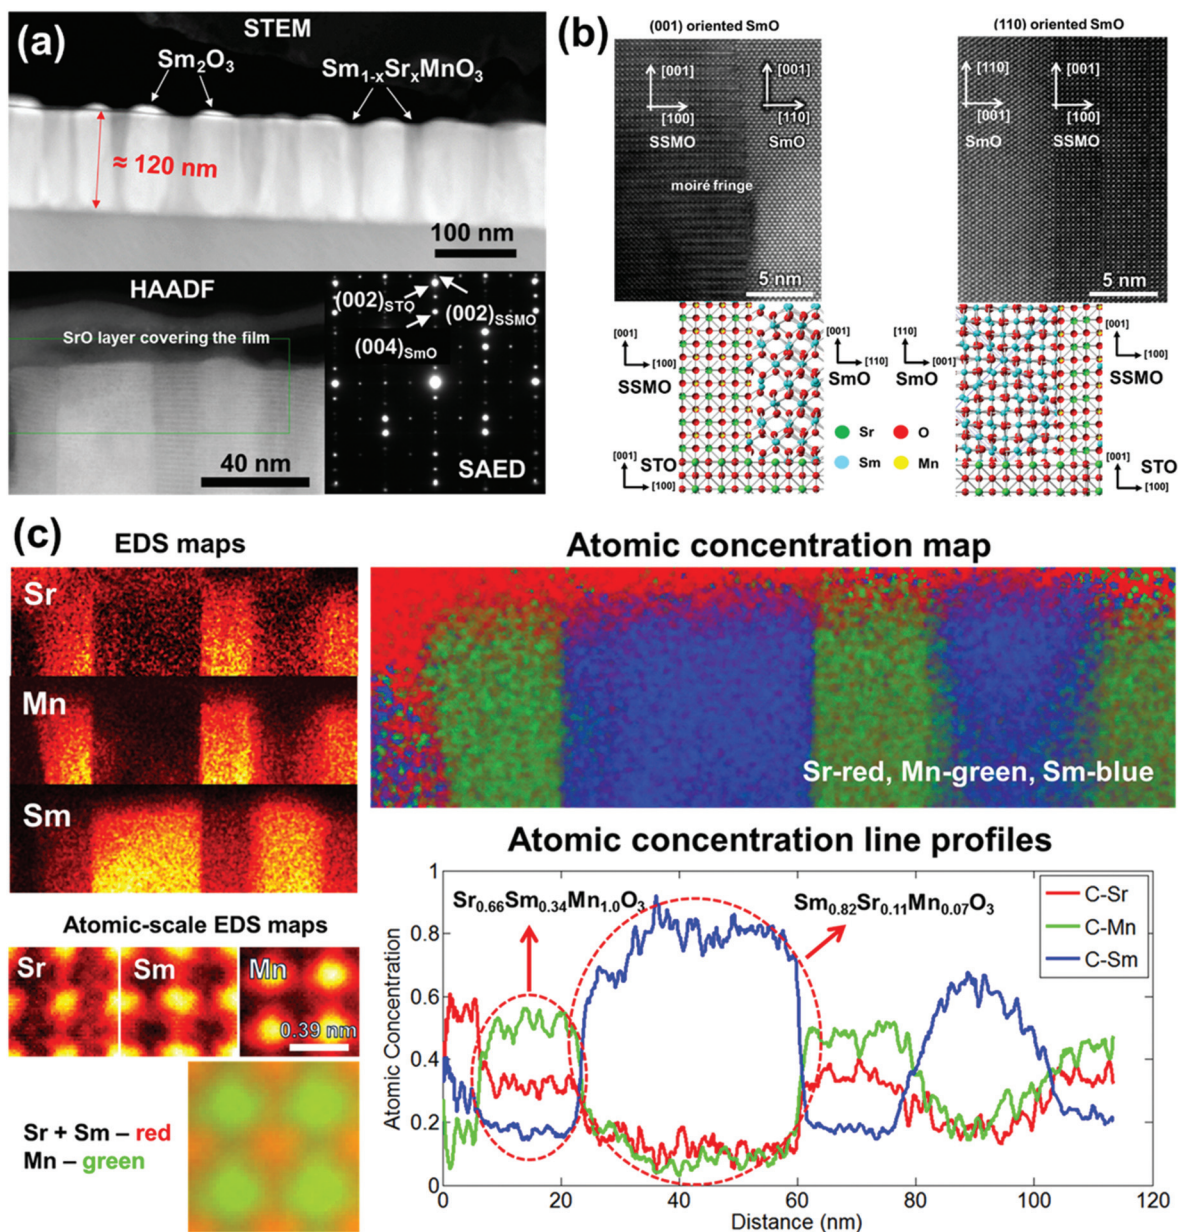 (a)
STEM
Sm2O3
Sm1-xSrxMnO3
≈ 120 nm
100 nm
HAADF
SrO layer covering the film
40 nm
(002)STO
(002)SSMO
(004)SmO
SAED
(b)
(001) oriented SmO
(110) oriented SmO
[001]
[100]
SSMO
[001]
[110]
SmO
moiré fringe
5 nm
[110]
[001]
SmO
[001]
[100]
SSMO
5 nm
[001]
[100]
SSMO
[001]
[110]
SmO
[110]
[001]
SmO
[001]
[100]
SSMO
Sr
O
Sm
Mn
[001]
STO
[100]
[001]
STO
[100]
(c)
EDS maps
Sr
Mn
Sm
Atomic concentration map
Sr-red, Mn-green, Sm-blue
Atomic-scale EDS maps
Sr
Sm
Mn
0.39 nm
Sr + Sm – red
Mn – green
Atomic concentration line profiles
Sr0.66Sm0.34Mn1.0O3
Sm0.82Sr0.11Mn0.07O3
C-Sr
C-Mn
C-Sm
Atomic Concentration
1
0.8
0.6
0.4
0.2
0
0
20
40
60
80
100
120
Distance (nm)